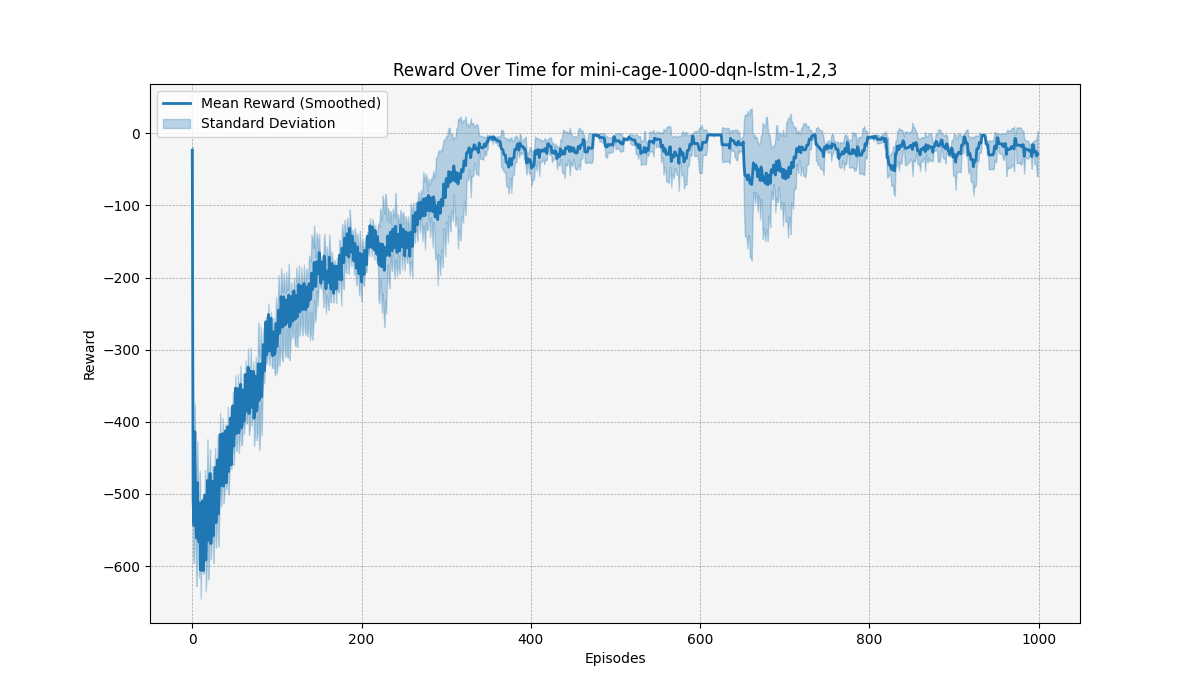 Reward Over Time for mini-cage-1000-dqn-lstm-1,2,3
Mean Reward (Smoothed)
Standard Deviation
0
−100
−200
−300
−400
−500
−600
Reward
0
200
400
600
800
1000
Episodes